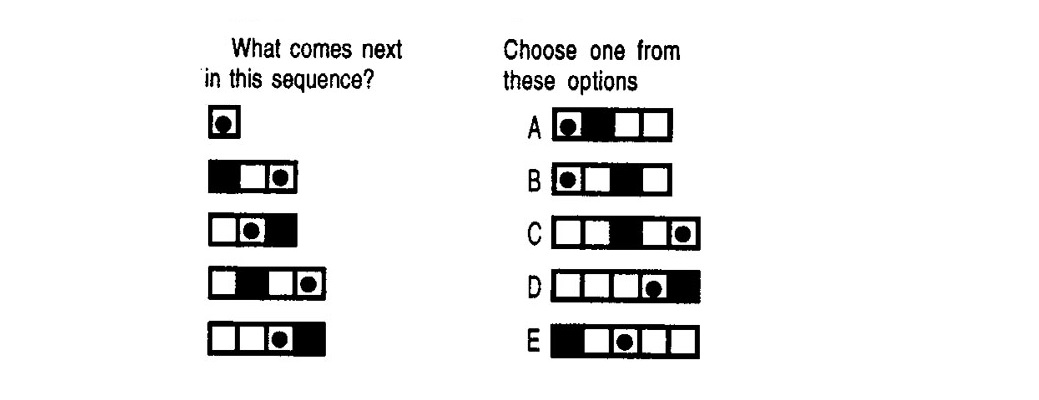 What comes next
in this sequence?
Choose one from
these options
A
B
C
D
E